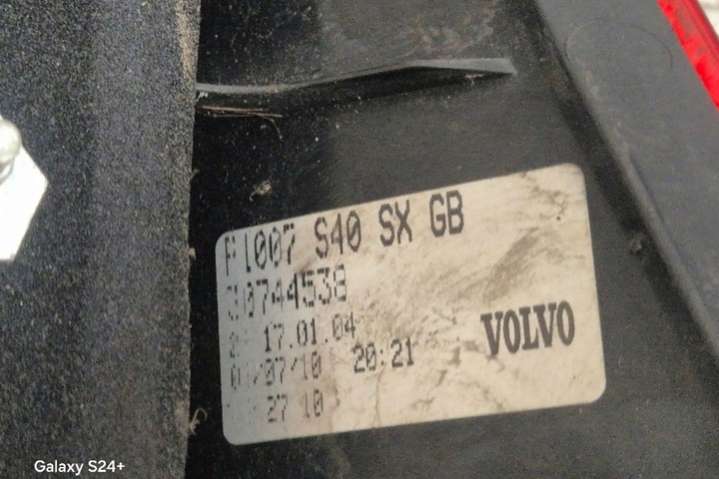 P1007 S40 SX GB
30744538
17.01.04
VOLVO
/07/10 20:21
27 10
Galaxy S24+